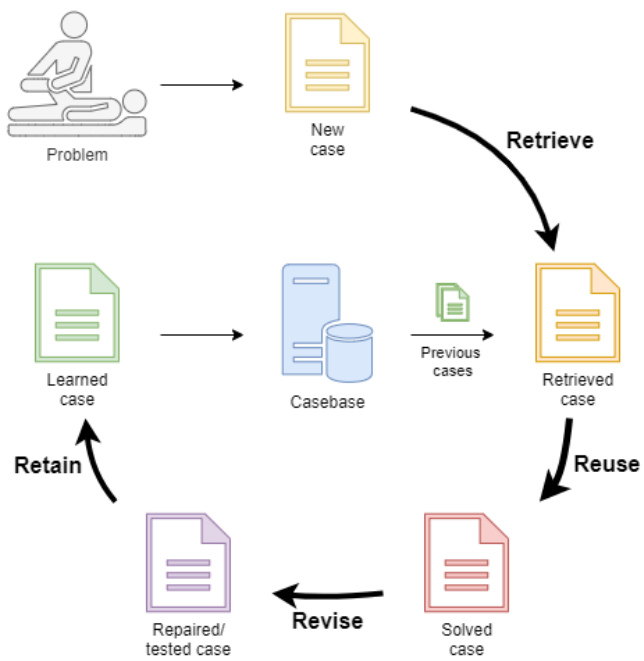 Problem
New
case
Retrieve
Learned
case
Casebase
Previous
cases
Retrieved
case
Retain
Reuse
Repaired/
tested case
Revise
Solved
case